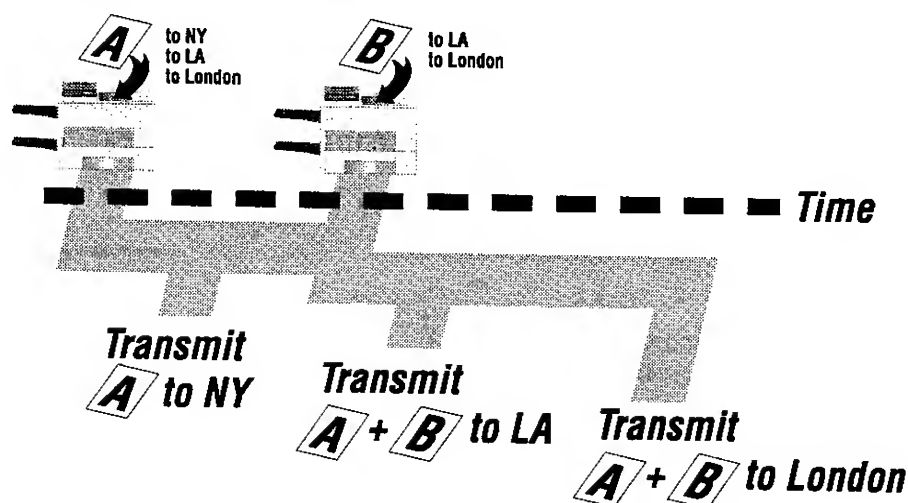 A
to NY
to LA
to London
B
to LA
to London
Time
Transmit
A to NY
Transmit
A + B to LA
Transmit
A + B to London